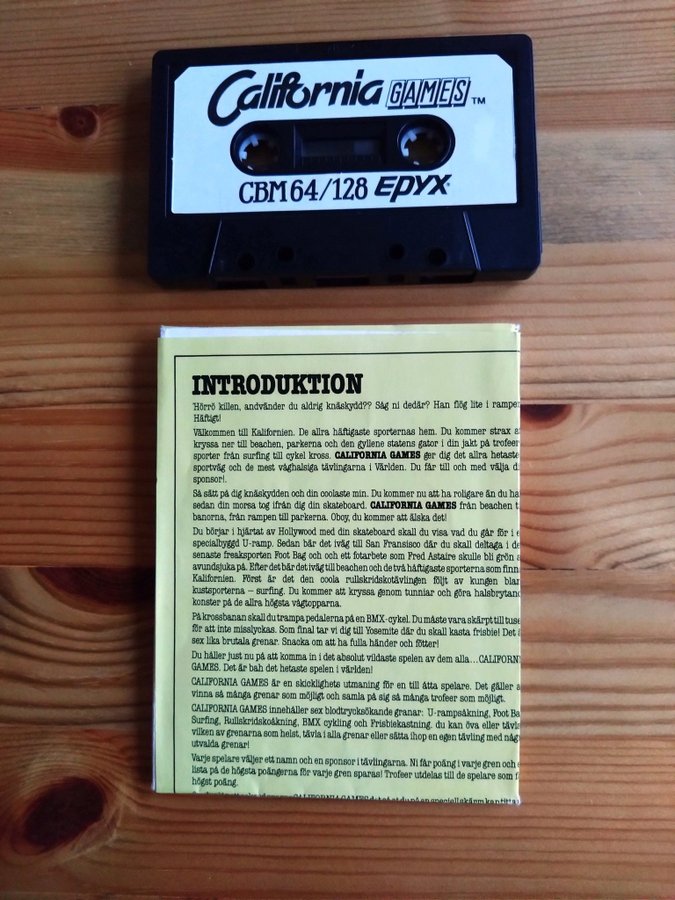 California GAMES™
CBM64/128 EPYX®
INTRODUKTION
'Hörrö killen, andvänder du aldrig knäskydd?? Såg ni dedär? Han flög lite i rampen
Häftigt!
Välkommen till Kalifornien. De allra häftigaste sporternas hem. Du kommer strax a
kryssa ner till beachen, parkerna och den gyllene statens gator i din jakt på trofeer
sporter från surfing till cykel kross. CALIFORNIA GAMES ger dig det allra hetaste
sportväg och de mest våghalsiga tävlingarna i Världen. Du får till och med välja d
sponsor!.
Så sätt på dig knäskydden och din coolaste min. Du kommer nu att ha roligare än du ha
sedan din morsa tog ifrån dig din skateboard. CALIFORNIA GAMES från beachen t
banorna, från rampen till parkerna. Oboy, du kommer att älska det!
Du börjar i hjärtat av Hollywood med din skateboard skall du visa vad du går för i e
specialbyggd U-ramp. Sedan bär det iväg till San Fransisco där du skall deltaga i de
senaste freaksporten Foot Bag och och ett fotarbete som Fred Astaire skulle bli grön a
avundsjuka på. Efter det bär det iväg till beachen och de två häftigaste sporterna som finn
Kalifornien. Först är det den coola rullskridskotävlingen följt av kungen blan
kustsporterna – surfing. Du kommer att kryssa genom tunniar och göra halsbrytand
konster på de allra högsta vågtopparna.
På krossbanan skall du trampa pedalerna på en BMX-cykel. Du måste vara skärpt till tuse
för att inte misslyckas. Som final tar vi dig till Yosemite där du skall kasta frisbie! Det ä
sex lika brutala grenar. Snacka om att ha fulla händer och fötter!
Du håller just nu på att komma in i det absolut vildaste spelen av dem alla...CALIFORN
GAMES. Det är bah det hetaste spelen i världen!
CALIFORNIA GAMES är en skicklighets utmaning för en till åtta spelare. Det gäller a
vinna så många grenar som möjligt och samla på sig så många trofeer som möjligt.
CALIFORNIA GAMES innehåller sex blodtrycksökande granar: U-rampsåkning, Foot Ba
Surfing, Rullskridskoåkning, BMX cykling och Frisbiekastning. du kan öva eller tävla
vilken av grenarna som helst, tävla i alla grenar eller sätta ihop en egen tävling med någ
utvalda grenar!
Varje spelare väljer ett namn och en sponsor i tävlingarna. Ni får poäng i varje gren och e
lista på de högsta poängerna för varje gren sparas! Trofeer utdelas till de spelare som f
högst poäng.
CALIFORNIA GAMES